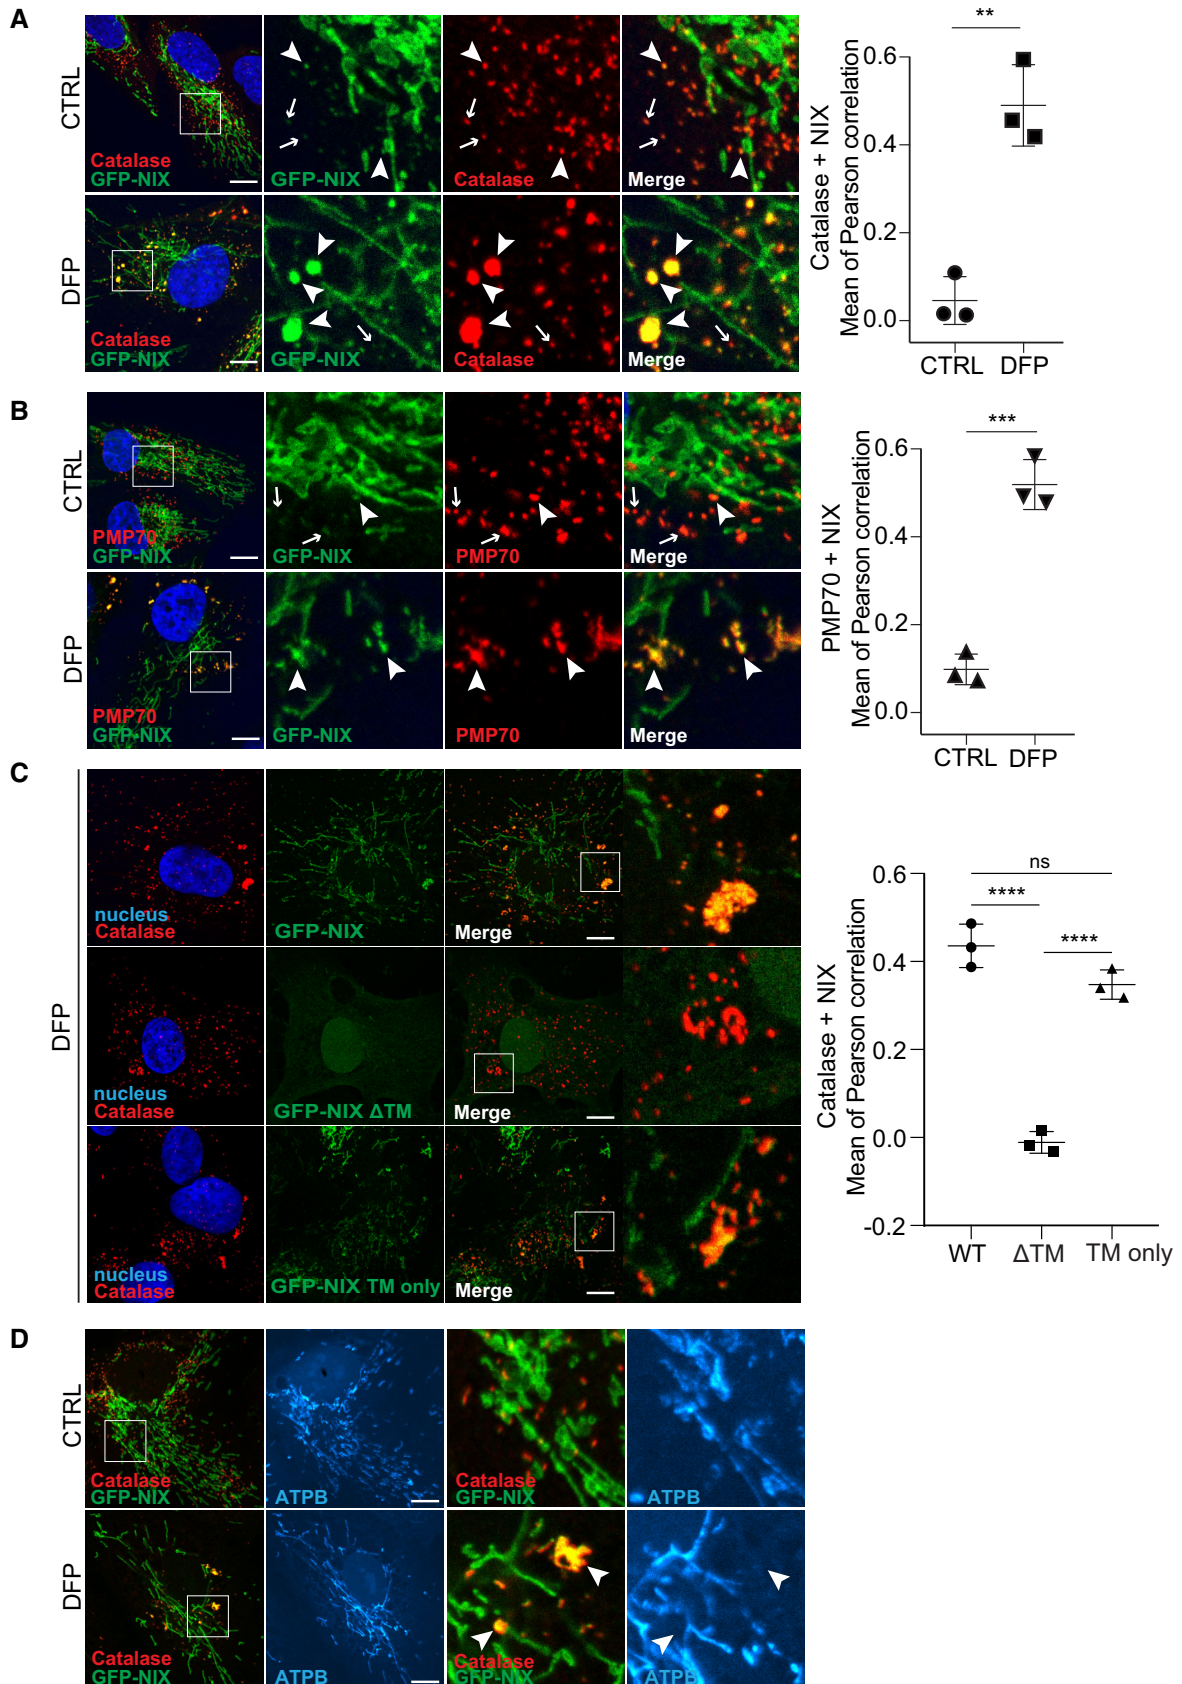 A
CTRL
Catalase
GFP-NIX
GFP-NIX
Catalase
Merge
DFP
Catalase
GFP-NIX
GFP-NIX
Catalase
Merge
**
Catalase + NIX
Mean of Pearson correlation
0.6
0.4
0.2
0.0
CTRL DFP
B
CTRL
PMP70
GFP-NIX
GFP-NIX
PMP70
Merge
DFP
PMP70
GFP-NIX
GFP-NIX
PMP70
Merge
***
PMP70 + NIX
Mean of Pearson correlation
0.6
0.4
0.2
0.0
CTRL DFP
C
DFP
nucleus
Catalase
GFP-NIX
Merge
nucleus
Catalase
GFP-NIX ΔTM
Merge
nucleus
Catalase
GFP-NIX TM only
Merge
ns
****
****
Catalase + NIX
Mean of Pearson correlation
0.6
0.4
0.2
0.0
-0.2
WT ΔTM TM only
D
CTRL
Catalase
GFP-NIX
ATPB
Catalase
GFP-NIX
ATPB
DFP
Catalase
GFP-NIX
ATPB
Catalase
GFP-NIX
ATPB